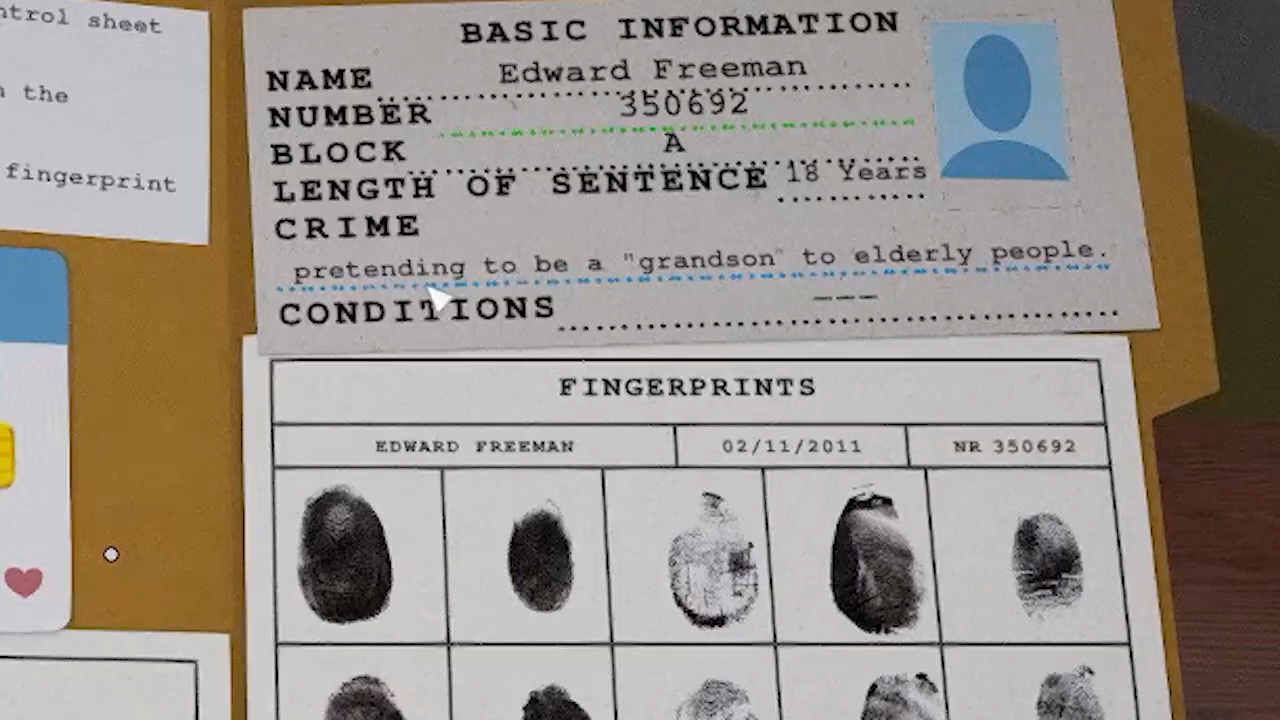 ntrol sheet
the
fingerprint
BASIC INFORMATION
NAME Edward Freeman
NUMBER 350692
BLOCK A
LENGTH OF SENTENCE 18 Years
CRIME
pretending to be a "grandson" to elderly people.
CONDITIONS ---
FINGERPRINTS
EDWARD FREEMAN 02/11/2011 NR 350692